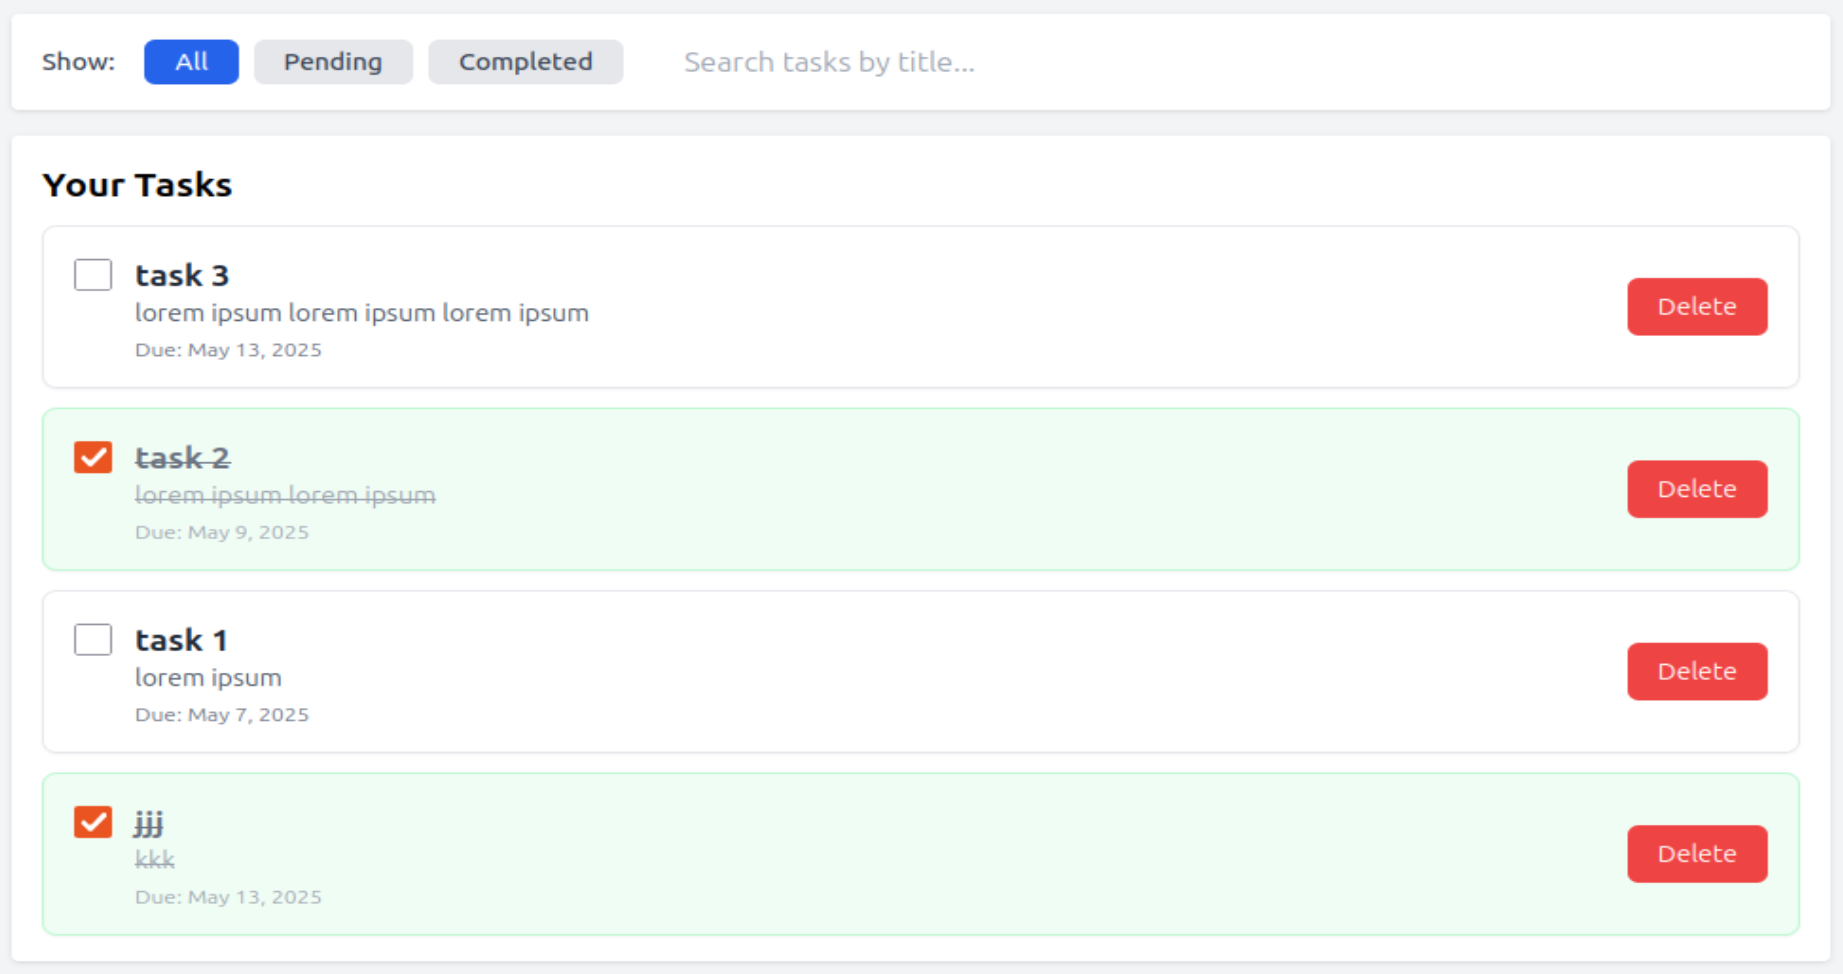 Show: All Pending Completed Search tasks by title...
Your Tasks
task 3
lorem ipsum lorem ipsum lorem ipsum
Due: May 13, 2025
Delete
task 2
lorem ipsum lorem ipsum
Due: May 9, 2025
Delete
task 1
lorem ipsum
Due: May 7, 2025
Delete
jjj
kkk
Due: May 13, 2025
Delete